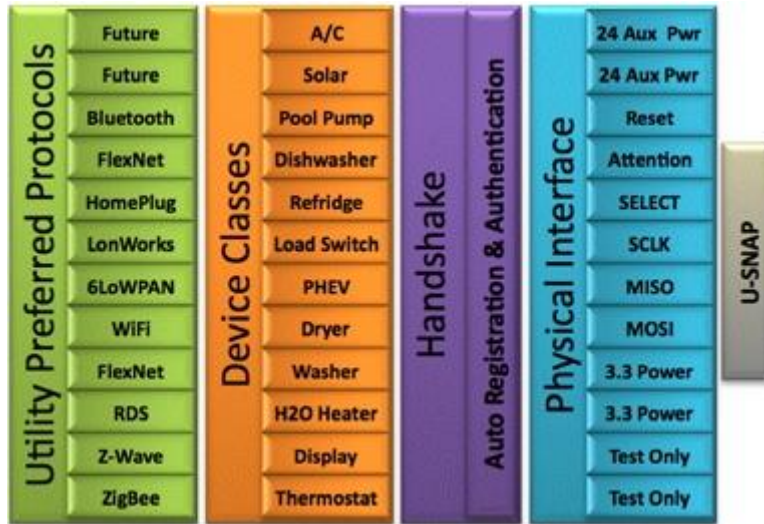 Utility Preferred Protocols
Future
Future
Bluetooth
FlexNet
HomePlug
LonWorks
6LoWPAN
WiFi
FlexNet
RDS
Z-Wave
ZigBee
Device Classes
A/C
Solar
Pool Pump
Dishwasher
Refridge
Load Switch
PHEV
Dryer
Washer
H2O Heater
Display
Thermostat
Handshake
Auto Registration & Authentication
Physical Interface
24 Aux Pwr
24 Aux Pwr
Reset
Attention
SELECT
SCLK
MISO
MOSI
3.3 Power
3.3 Power
Test Only
Test Only
U-SNAP